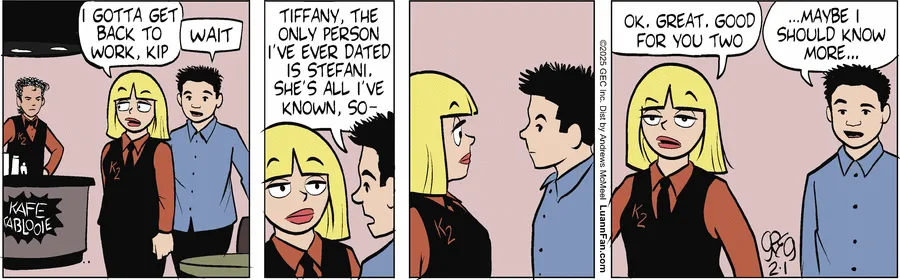 I GOTTA GET
BACK TO
WORK, KIP
WAIT
K2
KAFE
KABLOOIE
TIFFANY, THE
ONLY PERSON
I'VE EVER DATED
IS STEFANI.
SHE'S ALL I'VE
KNOWN, SO-
K2
©2025 GEC Inc. Dist by Andrews McMeel LuannFan.com
OK. GREAT. GOOD
FOR YOU TWO
...MAYBE I
SHOULD KNOW
MORE...
K2
GREG
2·1